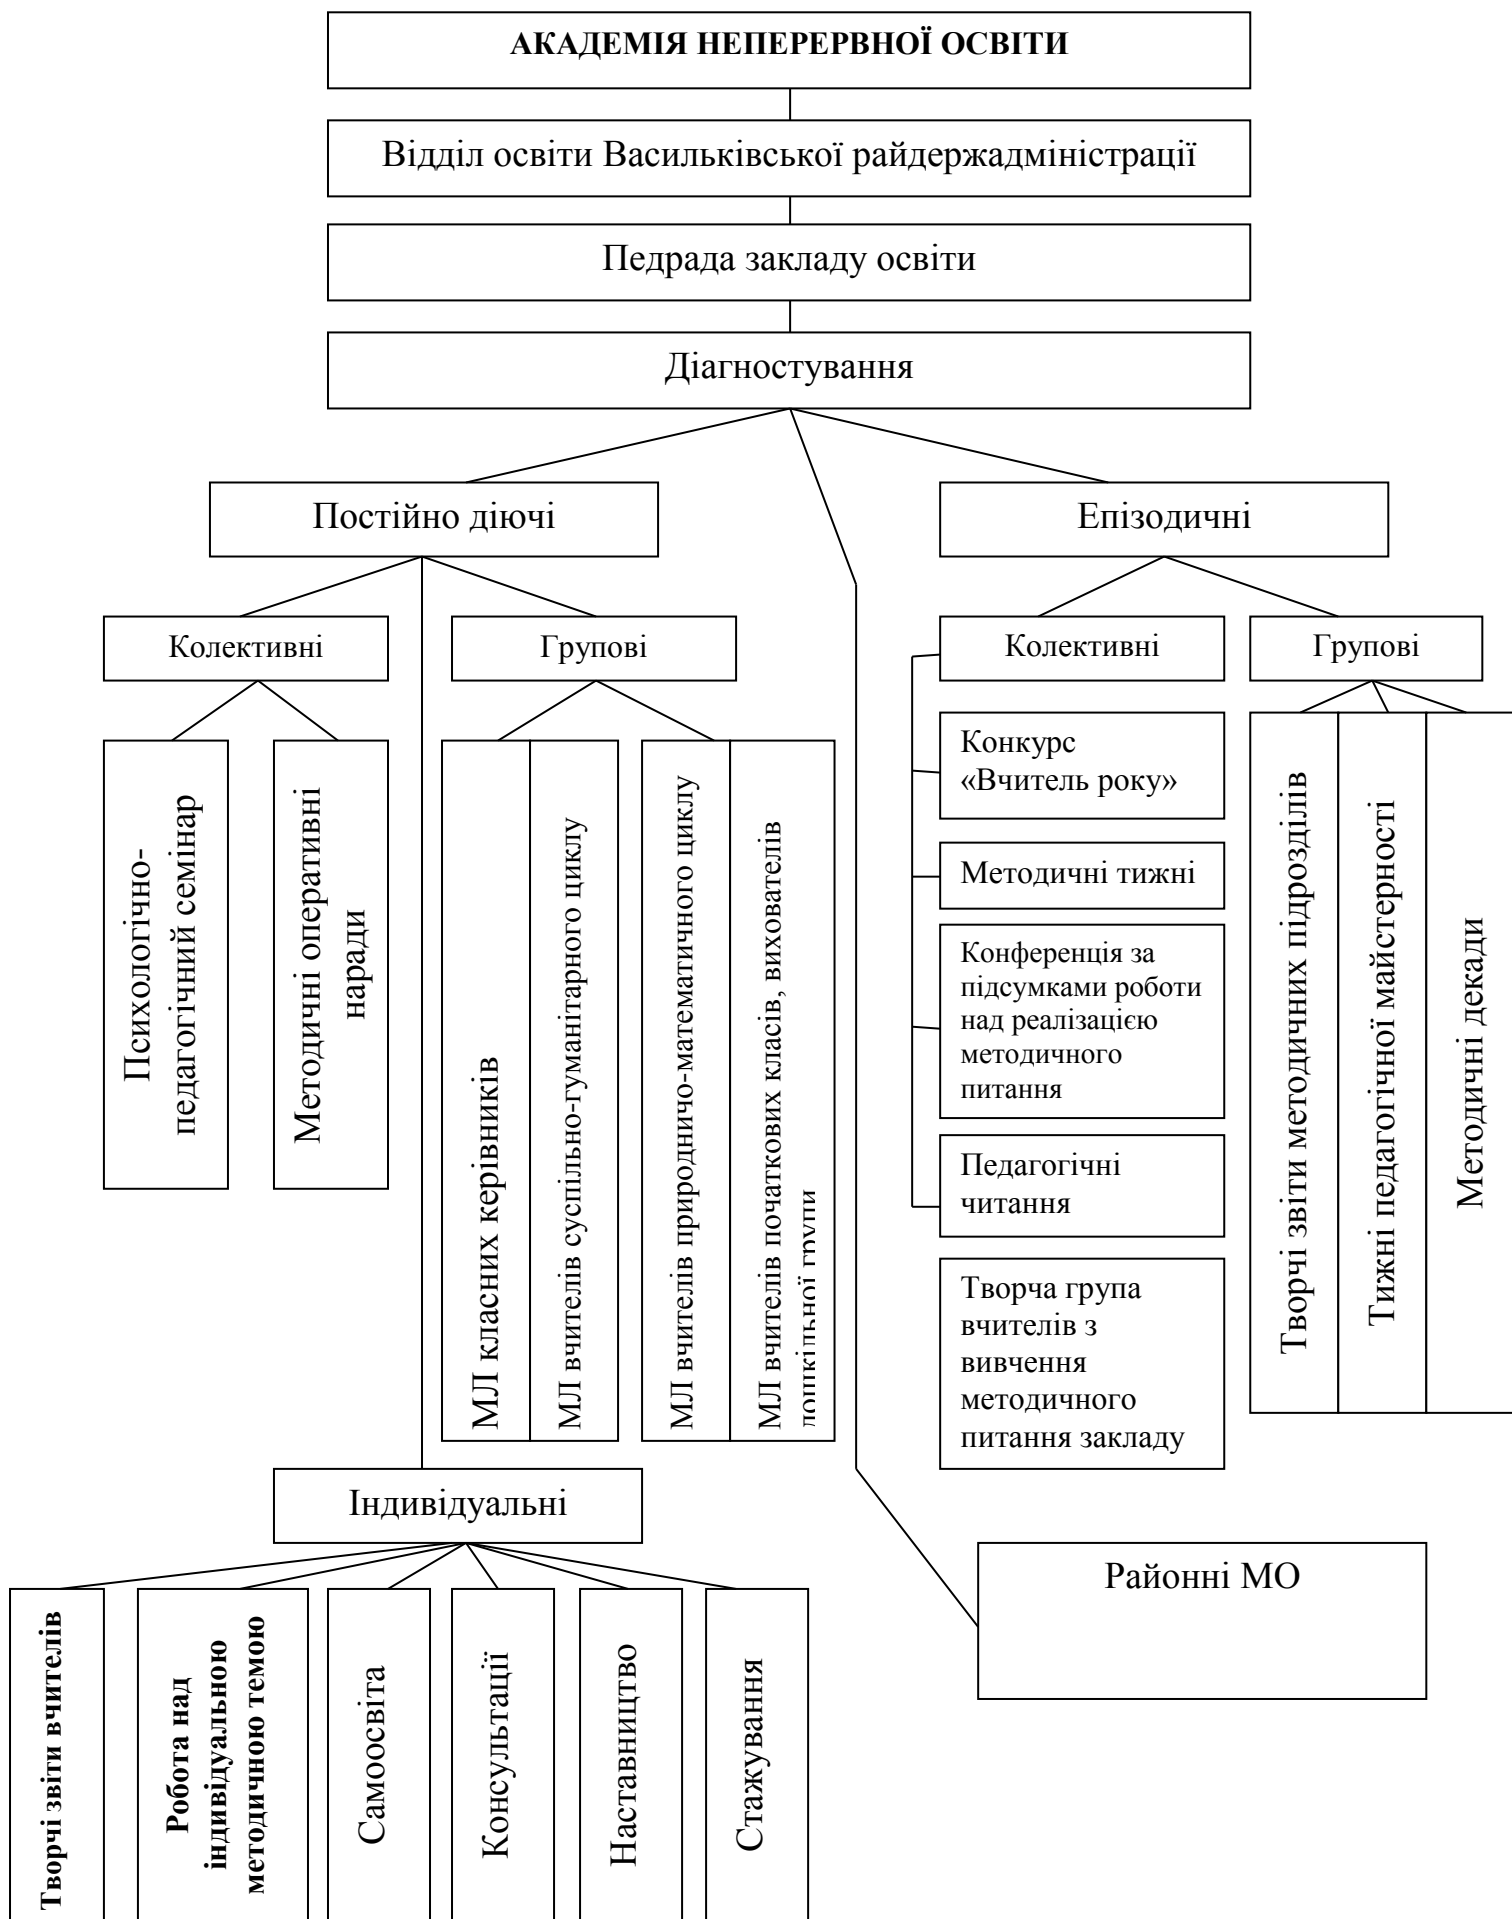 АКАДЕМІЯ НЕПЕРЕРВНОЇ ОСВІТИ
Відділ освіти Васильківської райдержадміністрації
Педрада закладу освіти
Діагностування
Постійно діючі
Епізодичні
Колективні
Групові
Колективні
Групові
Психологічно-
педагогічний семінар
Методичні оперативні
наради
МЛ класних керівників
МЛ вчителів суспільно-гуманітарного циклу
МЛ вчителів природничо-математичного циклу
МЛ вчителів початкових класів, вихователів
дошкільної групи
Конкурс
«Вчитель року»
Методичні тижні
Конференція за
підсумками роботи
над реалізацією
методичного
питання
Педагогічні
читання
Творча група
вчителів з
вивчення
методичного
питання закладу
Творчі звіти методичних підрозділів
Тижні педагогічної майстерності
Методичні декади
Індивідуальні
Районні МО
Творчі звіти вчителів
Робота над
індивідуальною
методичною темою
Самоосвіта
Консультації
Наставництво
Стажування